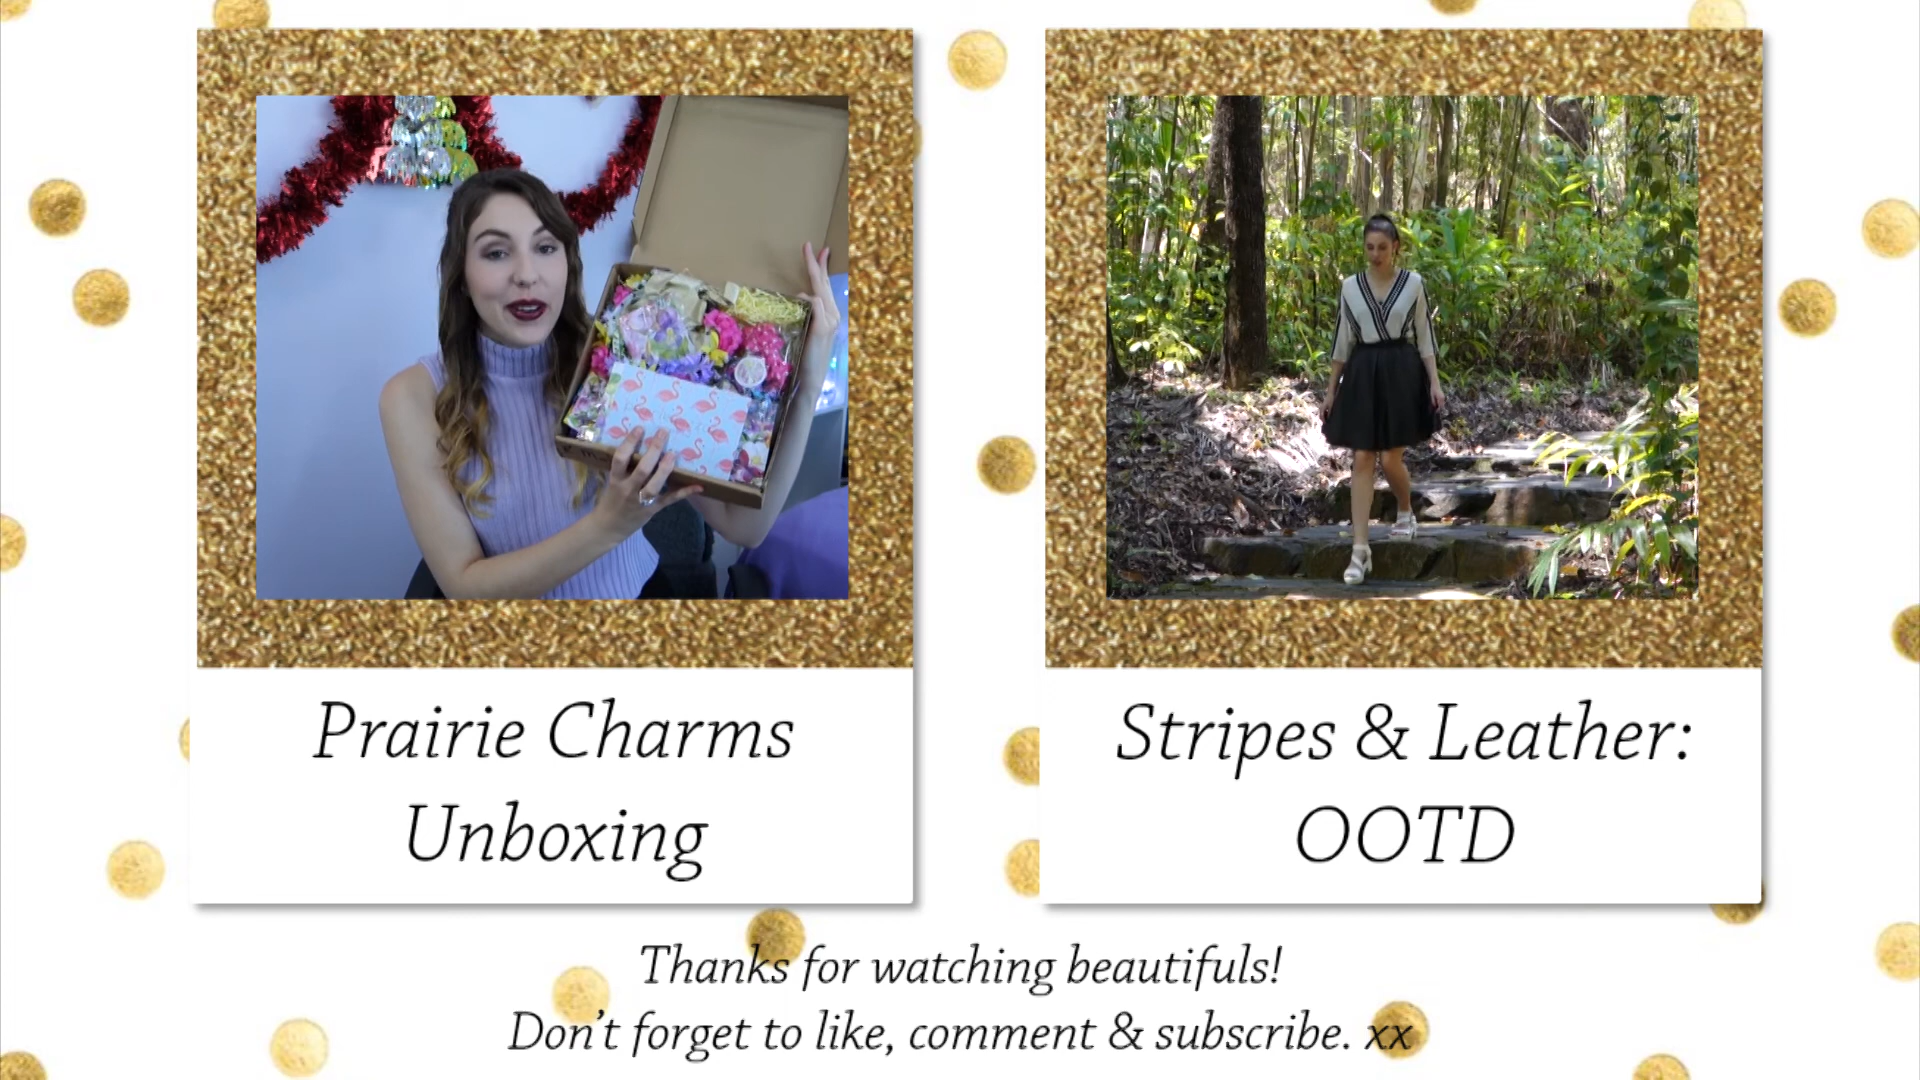 Prairie Charms
Unboxing
Stripes & Leather:
OOTD
Thanks for watching beautifuls!
Don't forget to like, comment & subscribe. xx